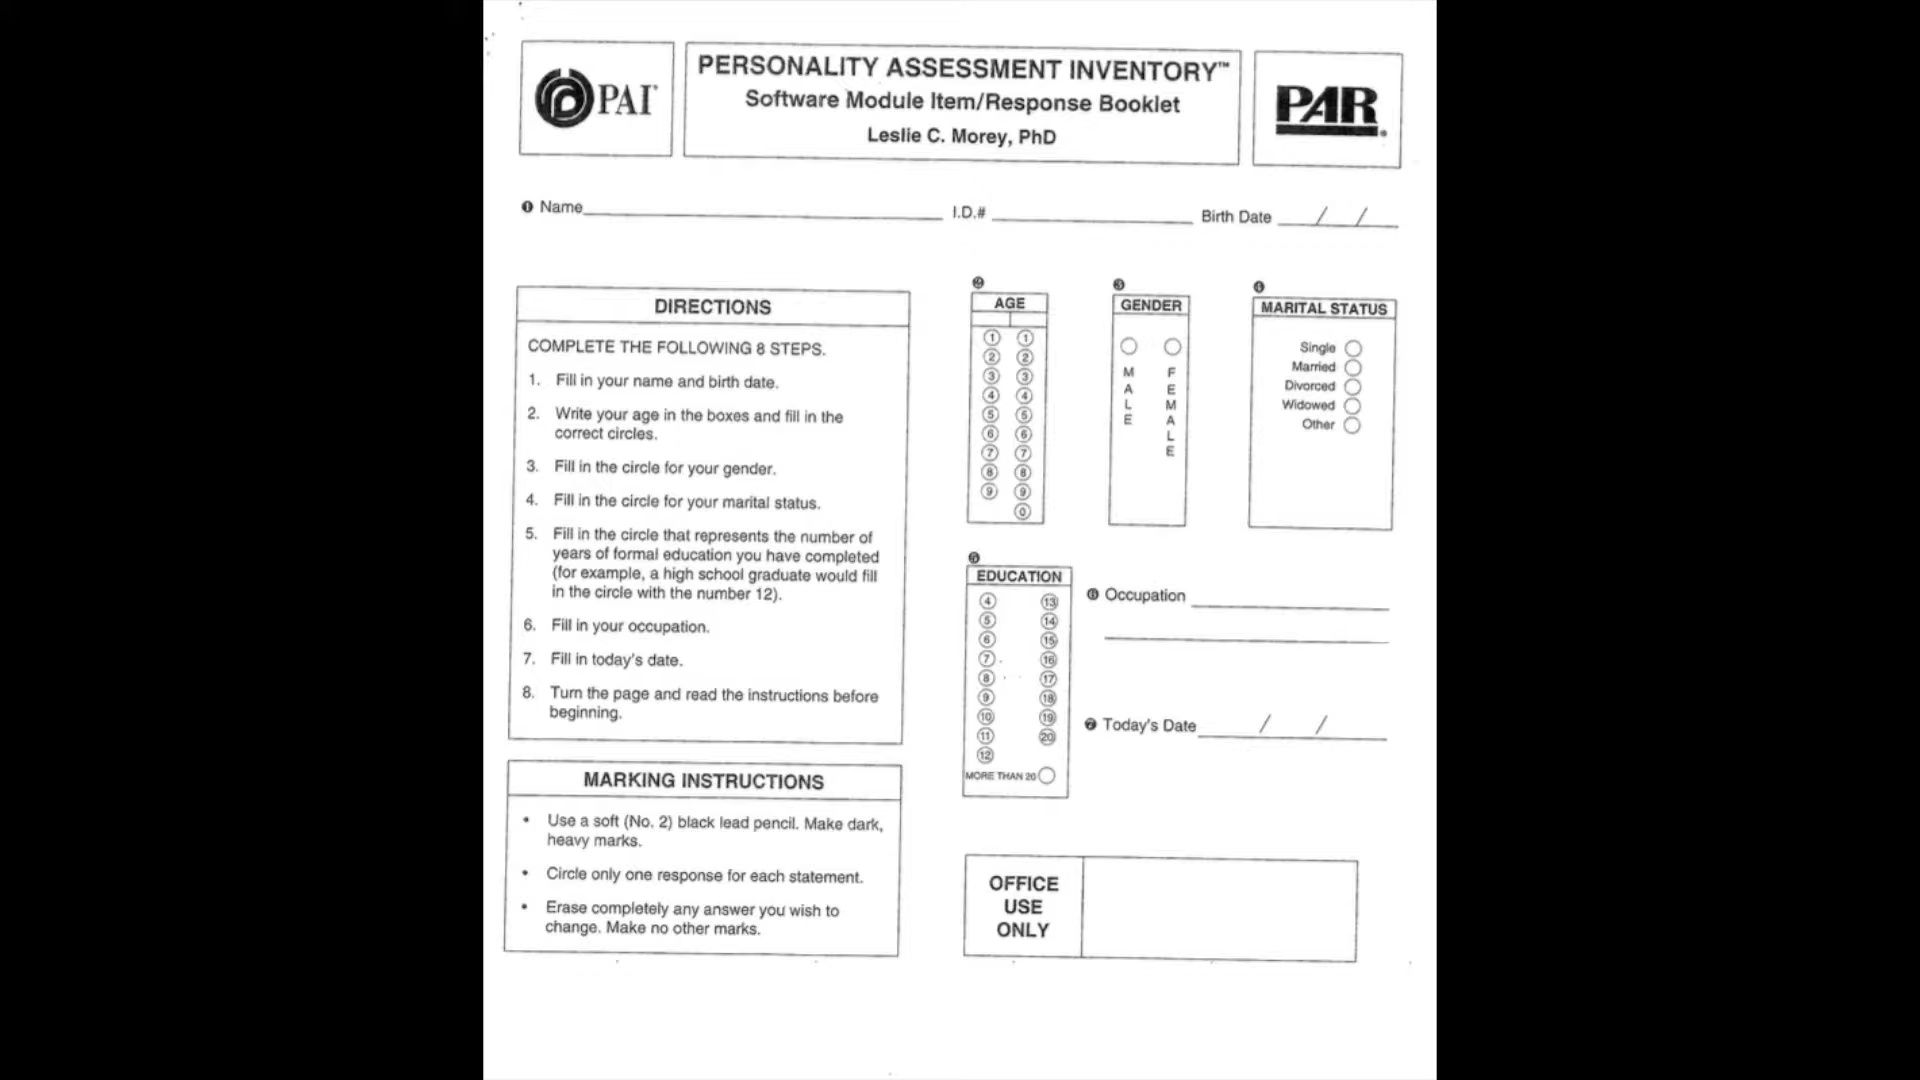 PAI®
PERSONALITY ASSESSMENT INVENTORY™
Software Module Item/Response Booklet
Leslie C. Morey, PhD
PAR®
❶ Name
I.D.#
Birth Date / /
DIRECTIONS
COMPLETE THE FOLLOWING 8 STEPS.
1. Fill in your name and birth date.
2. Write your age in the boxes and fill in the
correct circles.
3. Fill in the circle for your gender.
4. Fill in the circle for your marital status.
5. Fill in the circle that represents the number of
years of formal education you have completed
(for example, a high school graduate would fill
in the circle with the number 12).
6. Fill in your occupation.
7. Fill in today's date.
8. Turn the page and read the instructions before
beginning.
MARKING INSTRUCTIONS
• Use a soft (No. 2) black lead pencil. Make dark,
heavy marks.
• Circle only one response for each statement.
• Erase completely any answer you wish to
change. Make no other marks.
❷
AGE
1 1
2 2
3 3
4 4
5 5
6 6
7 7
8 8
9 9
0
❸
GENDER
MALE
FEMALE
❹
MARITAL STATUS
Single
Married
Divorced
Widowed
Other
❺
EDUCATION
4 13
5 14
6 15
7 16
8 17
9 18
10 19
11 20
12
MORE THAN 20
❻ Occupation
❼ Today's Date / /
OFFICE
USE
ONLY